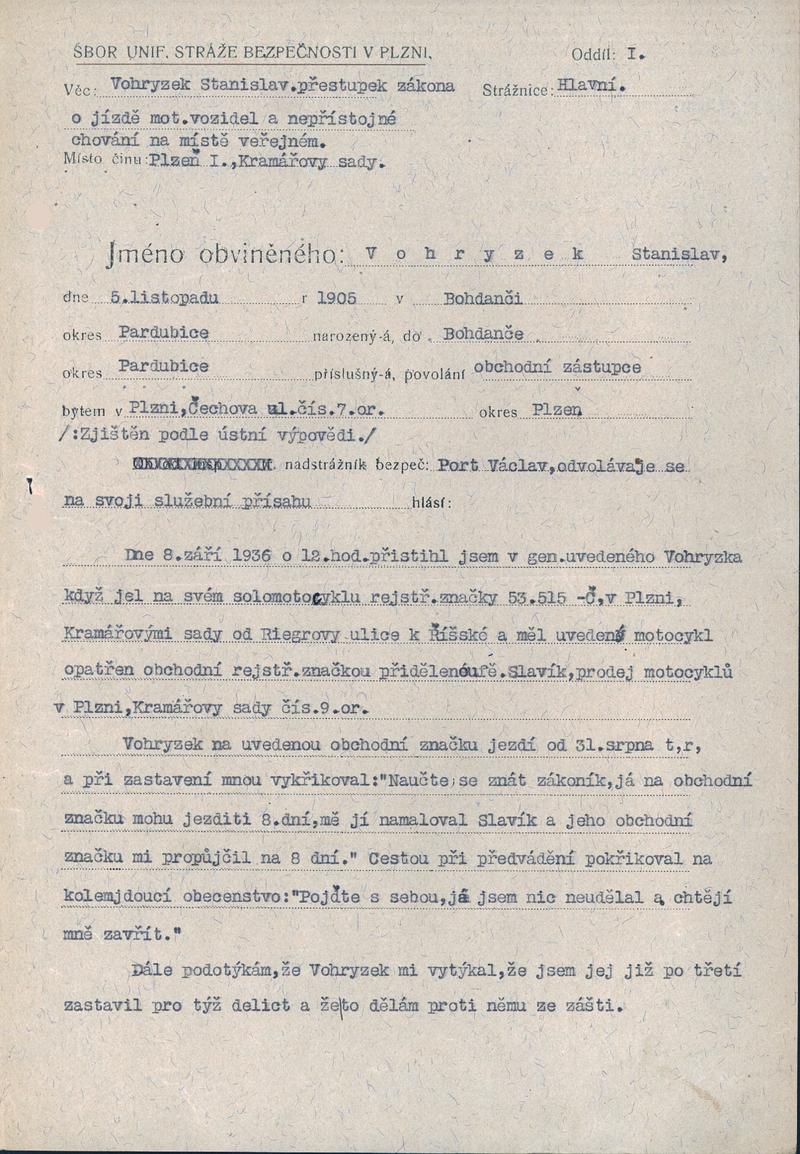 SBOR UNIF. STRÁŽE BEZPEČNOSTI V PLZNI.
Oddíl: I.
Věc: Vohryzek Stanislav.přestupek zákona
Strážnice: Hlavní.
o jízdě mot.vozidel a nepřístojné
chování na místě veřejném.
Místo činu: Plzeň I.,Kramářovy sady.
Jméno obviněného: V o h r y z e k Stanislav,
dne 5.listopadu r 1905 v Bohdanči
okres Pardubice narozený-á, do Bohdanče
okres Pardubice příslušný-á, povolání obchodní zástupce
bytem v Plzni,Čechova ul.čís.7.or. okres Plzeň
/:Zjištěn podle ústní výpovědi./
nadstrážník bezpeč: Port Václav,odvolávaje se
na svoji služební přísahu hlásí:
Dne 8.září 1936 o 12.hod.přistihl jsem v gen.uvedeného Vohryzka
když jel na svém solomotocyklu rejstř.značky 53.515 -Č,v Plzni,
Kramářovými sady od Riegrovy ulice k Říšské a měl uvedený motocykl
opatřen obchodní rejstř.značkou přidělenoufě.Slavík,prodej motocyklů
v Plzni,Kramářovy sady čís.9.or.
Vohryzek na uvedenou obchodní značku jezdí od 31.srpna t,r,
a při zastavení mnou vykřikoval:"Naučte se znát zákoník,já na obchodní
značku mohu jezditi 8.dní,mě jí namaloval Slavík a jeho obchodní
značku mi propůjčil na 8 dní." Cestou při předvádění pokřikoval na
kolemjdoucí obecenstvo:"Pojďte s sebou,já jsem nic neudělal a chtějí
mně zavřít."
Dále podotýkám,že Vohryzek mi vytýkal,že jsem jej již po třetí
zastavil pro týž delict a že|to dělám proti němu ze zášti.